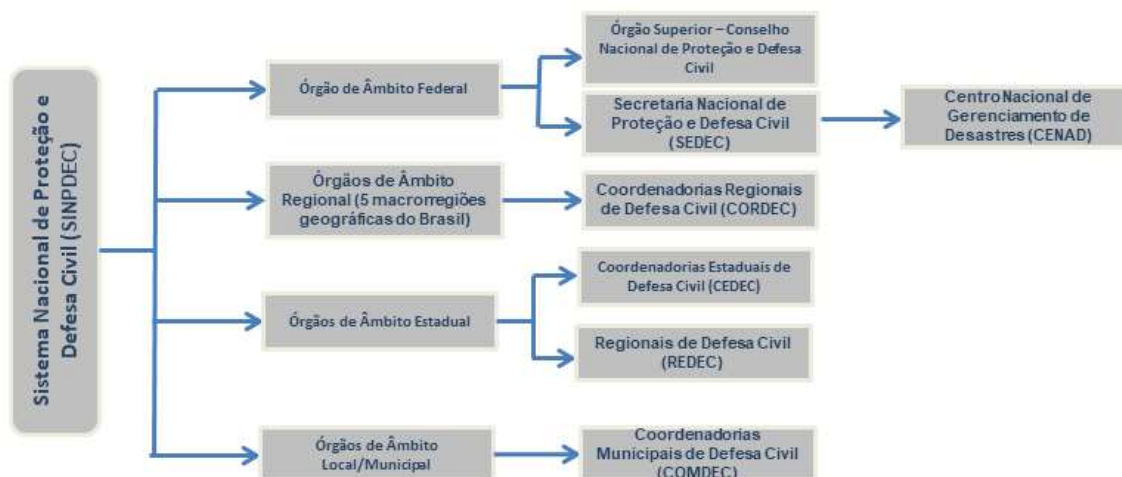 Sistema Nacional de Proteção e
Defesa Civil (SINPDEC)
Órgão de Âmbito Federal
Órgão Superior – Conselho
Nacional de Proteção e Defesa
Civil
Secretaria Nacional de
Proteção e Defesa Civil
(SEDEC)
Centro Nacional de
Gerenciamento de
Desastres (CENAD)
Órgãos de Âmbito
Regional (5 macrorregiões
geográficas do Brasil)
Coordenadorias Regionais
de Defesa Civil (CORDEC)
Órgãos de Âmbito Estadual
Coordenadorias Estaduais de
Defesa Civil (CEDEC)
Regionais de Defesa Civil
(REDEC)
Órgãos de Âmbito
Local/Municipal
Coordenadorias
Municipais de Defesa Civil
(COMDEC)